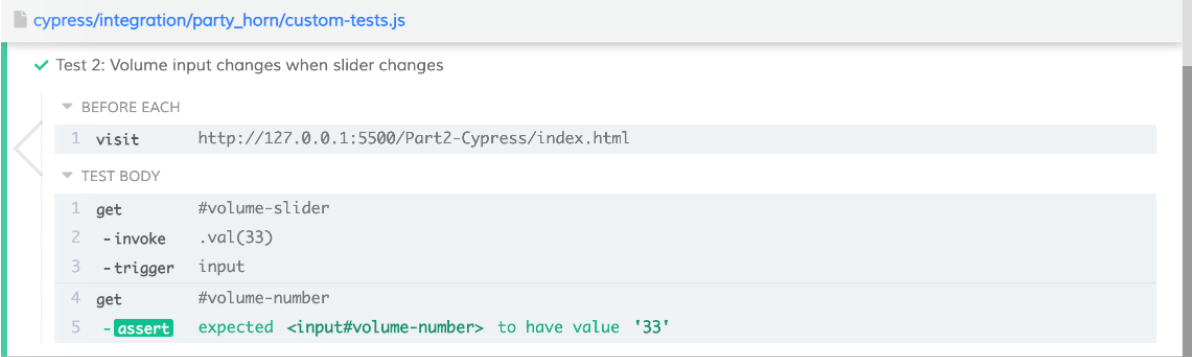 cypress/integration/party_horn/custom-tests.js
Test 2: Volume input changes when slider changes
BEFORE EACH
1 visit http://127.0.0.1:5500/Part2-Cypress/index.html
TEST BODY
1 get #volume-slider
2 -invoke .val(33)
3 -trigger input
4 get #volume-number
5 -assert expected <input#volume-number> to have value '33'